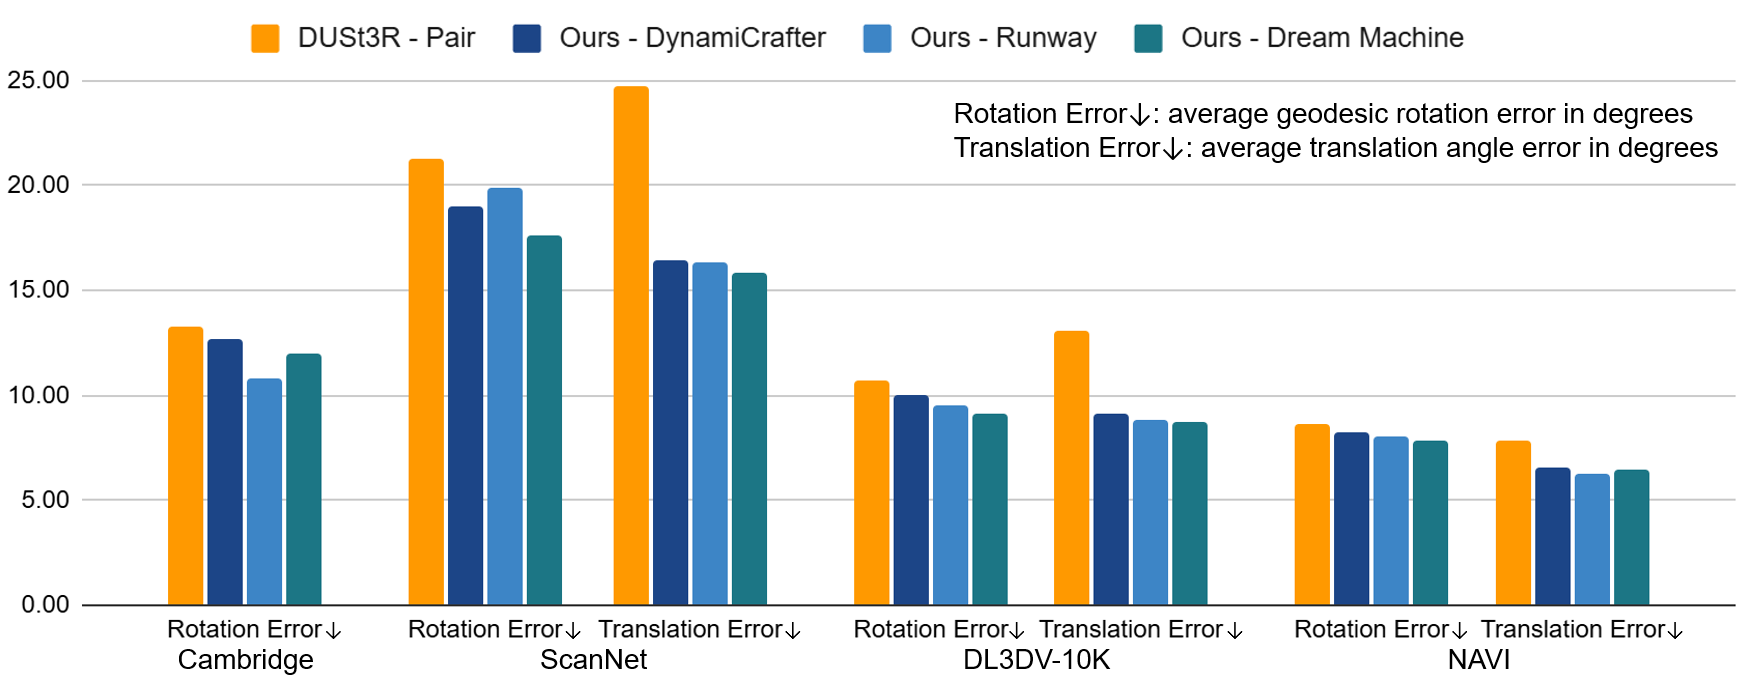 DUSt3R - Pair Ours - DynamiCrafter Ours - Runway Ours - Dream Machine
25.00
Rotation Error↓: average geodesic rotation error in degrees
Translation Error↓: average translation angle error in degrees
20.00
15.00
10.00
5.00
0.00
Rotation Error↓ Rotation Error↓ Translation Error↓ Rotation Error↓ Translation Error↓ Rotation Error↓ Translation Error↓
Cambridge ScanNet DL3DV-10K NAVI